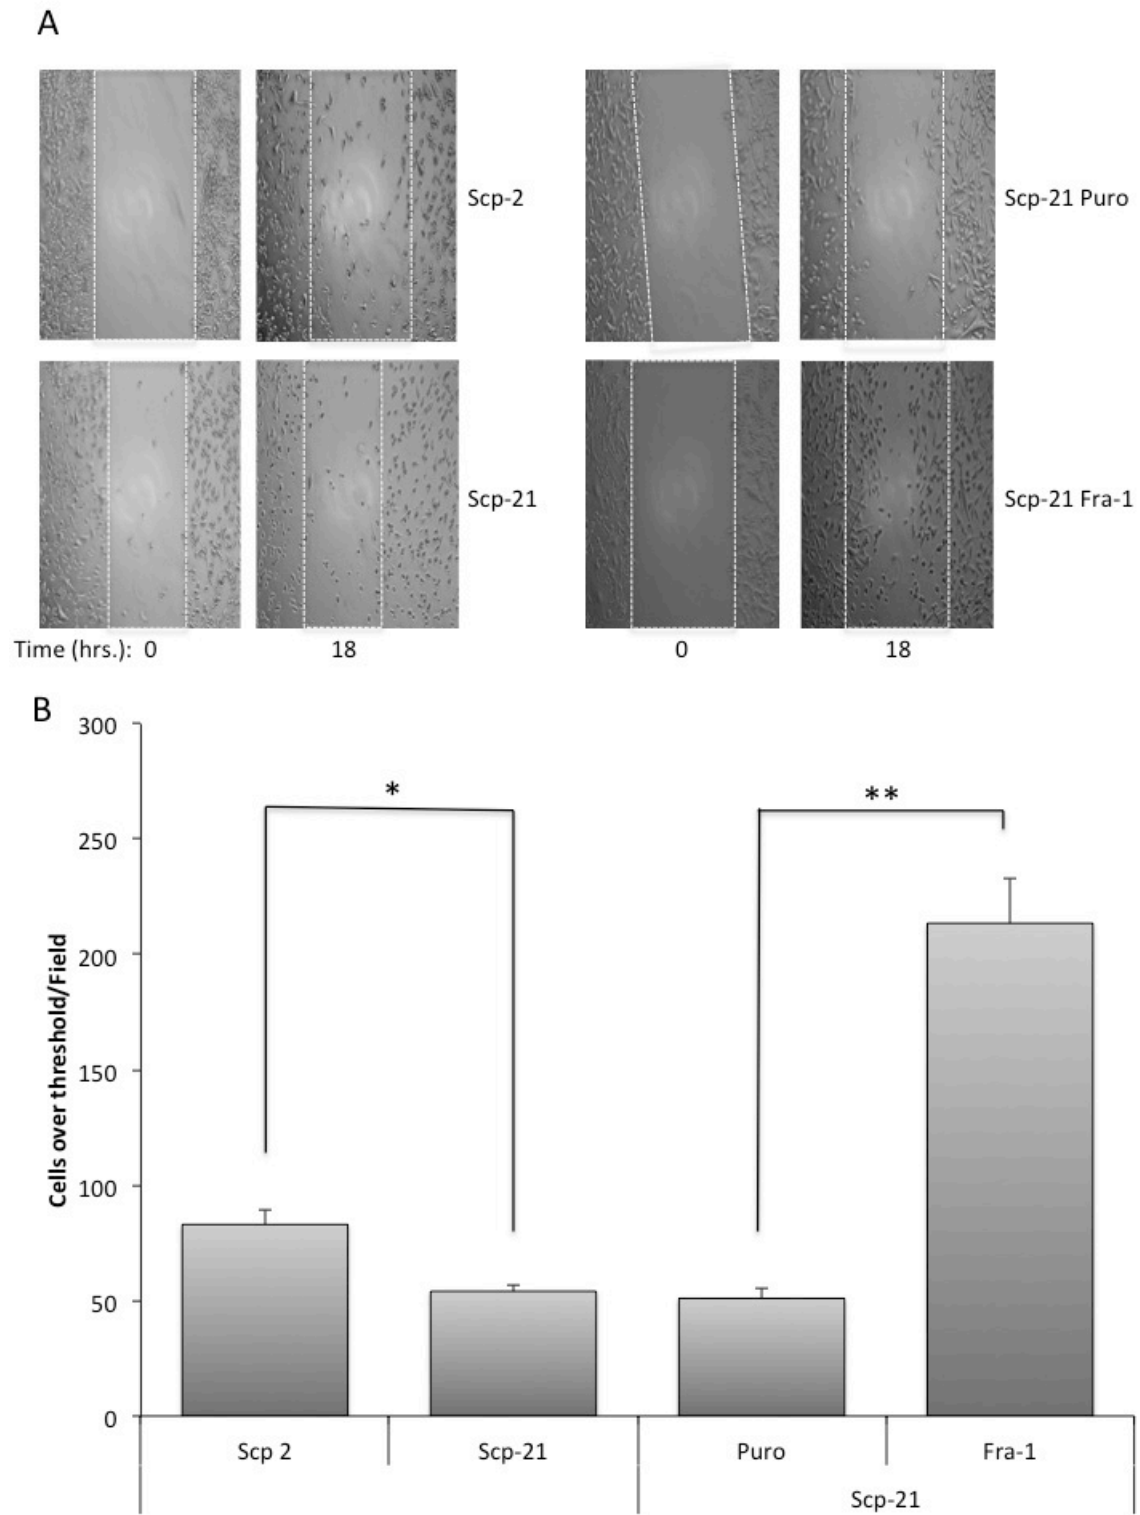 A
Scp-2
Scp-21 Puro
Scp-21
Scp-21 Fra-1
Time (hrs.): 0 18 0 18
B
300
250
200
150
100
50
0
Cells over threshold/Field
*
**
Scp 2 Scp-21 Puro Fra-1
Scp-21